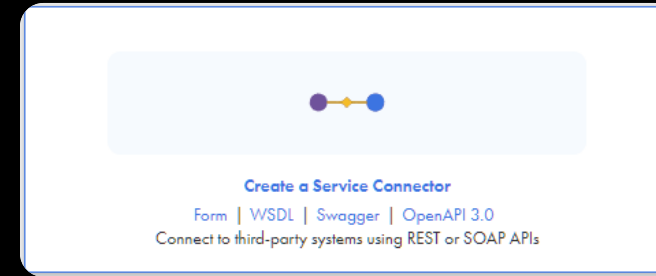 Create a Service Connector
Form | WSDL | Swagger | OpenAPI 3.0
Connect to third-party systems using REST or SOAP APIs